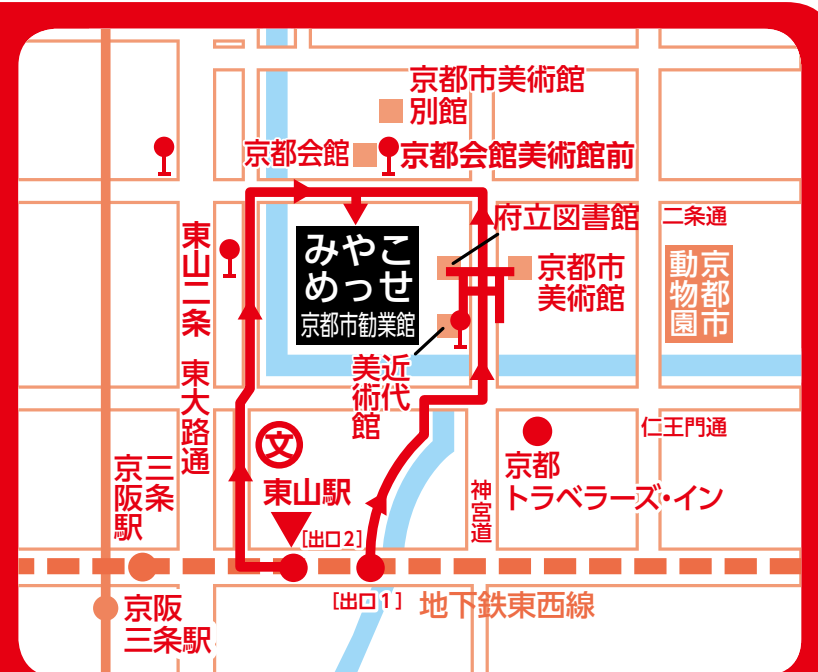 京都市美術館
別館
京都会館
京都会館美術館前
府立図書館
二条通
東山二条
みやこ
めっせ
京都市勧業館
京都市
美術館
京都市
動物園
東大路通
近代
美術館
文
仁王門通
京都
トラベラーズ・イン
神宮道
東山駅
三条
京阪駅
[出口2]
[出口1]
地下鉄東西線
京阪
三条駅